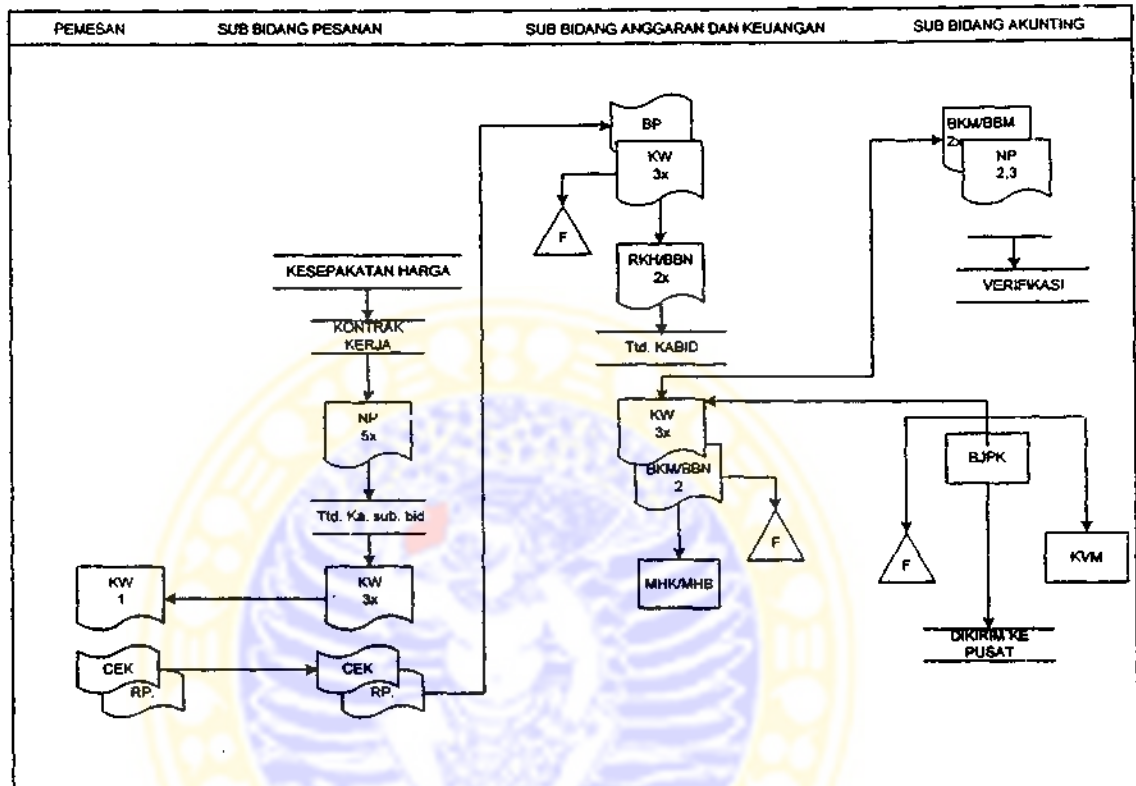 PEMESAN
SUB BIDANG PESANAN
SUB BIDANG ANGGARAN DAN KEUANGAN
SUB BIDANG AKUNTING
KESEPAKATAN HARGA
KONTRAK
KERJA
NP
5x
Ttd. Ka. sub. bid
KW
1
KW
3x
CEK
RP.
CEK
RP.
BP
KW
3x
F
RKH/BBN
2x
Ttd. KABID
KW
3x
BKM/BBN
2
F
MHK/MHB
BKM/BBM
2x
NP
2,3
VERIFIKASI
BJPK
F
KVM
DIKIRIM KE
PUSAT